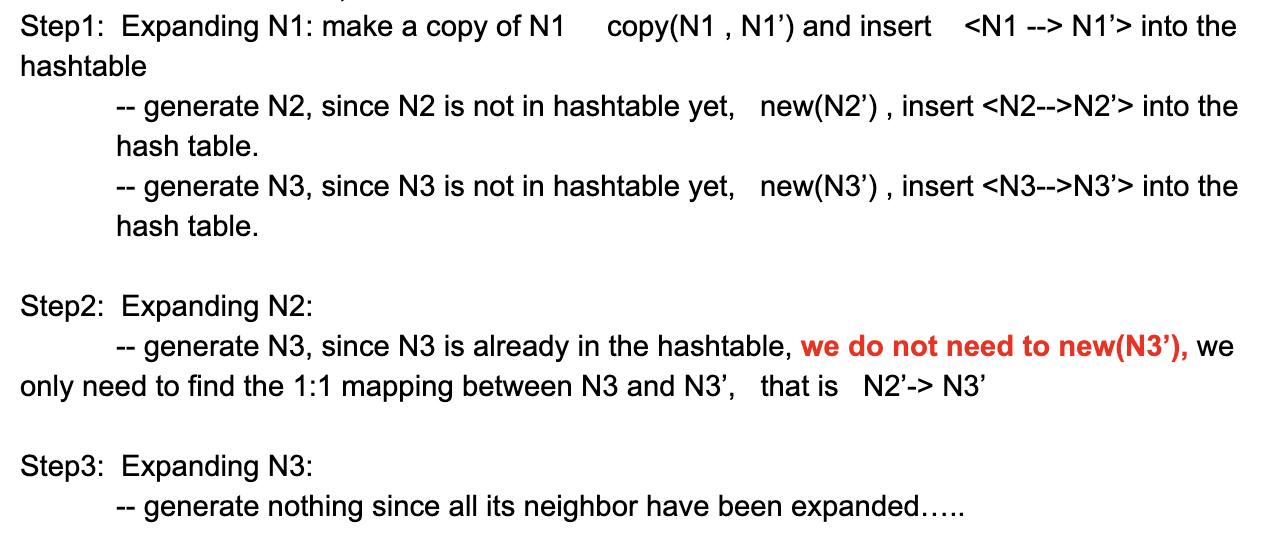 Step1:  Expanding N1: make a copy of N1     copy(N1 , N1’) and insert    <N1 --> N1’> into the
hashtable
-- generate N2, since N2 is not in hashtable yet,   new(N2’) , insert <N2-->N2’> into the
hash table.
-- generate N3, since N3 is not in hashtable yet,   new(N3’) , insert <N3-->N3’> into the
hash table.
Step2:  Expanding N2:
-- generate N3, since N3 is already in the hashtable, we do not need to new(N3’), we
only need to find the 1:1 mapping between N3 and N3’,   that is   N2’-> N3’
Step3:  Expanding N3:
-- generate nothing since all its neighbor have been expanded…..